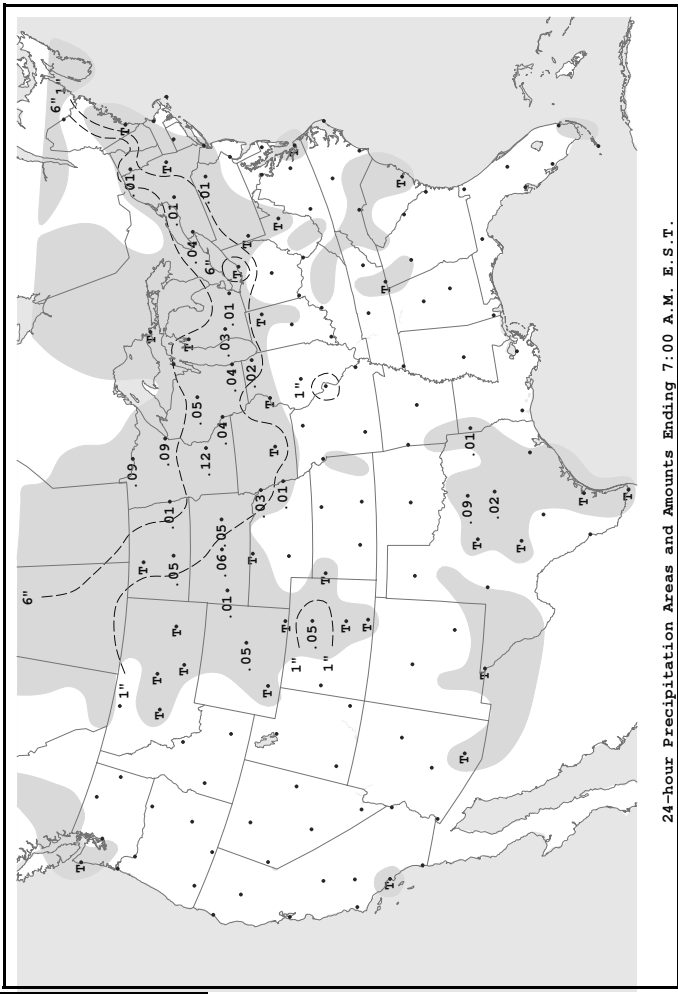 6"
6" 1"
T
1" T
.09 .01
T
T
T T
.09 T
.01 .01
.05
T
T
T
.04
.05
.12 .01
6"
.06 .05 .04 .03
.01 .01
.04
T
.05 T
T .02
.03 T
T T
T
T
.01
T
1" T
1"
.05
1" T
T
T
T T
T
T .09 .01
T
T
.02
T
T
T
24-hour Precipitation Areas and Amounts Ending 7:00 A.M. E.S.T.